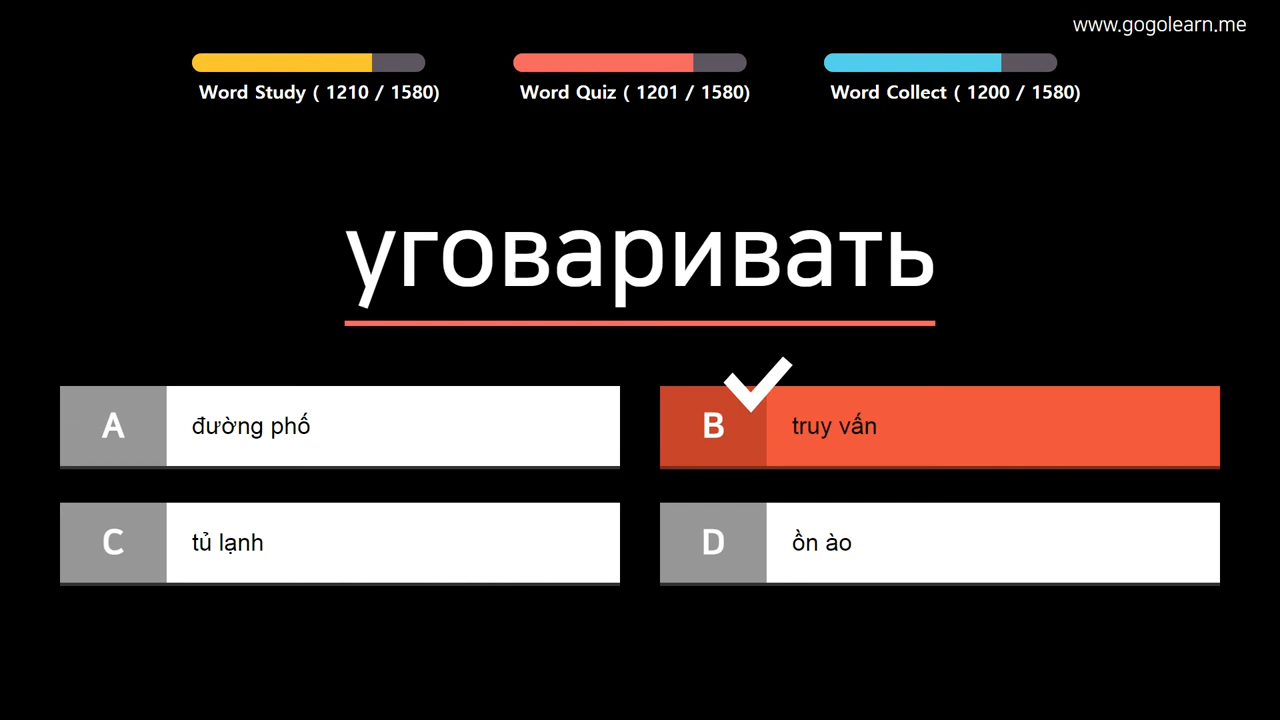 www.gogolearn.me
Word Study ( 1210 / 1580)
Word Quiz ( 1201 / 1580)
Word Collect ( 1200 / 1580)
уговаривать
A đường phố
B truy vấn
C tủ lạnh
D ồn ào